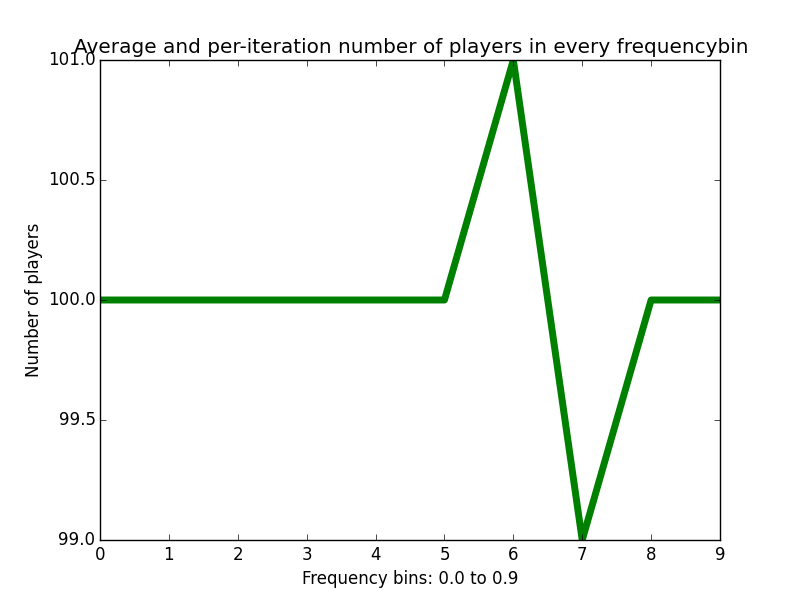 Average and per-iteration number of players in every frequencybin
101.0
100.5
100.0
99.5
99.0
Number of players
0 1 2 3 4 5 6 7 8 9
Frequency bins: 0.0 to 0.9